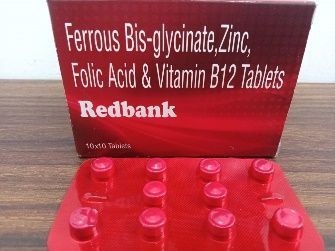 Ferrous Bis-glycinate,Zinc,
Folic Acid & Vitamin B12 Tablets
Redbank
10x10 Tablets